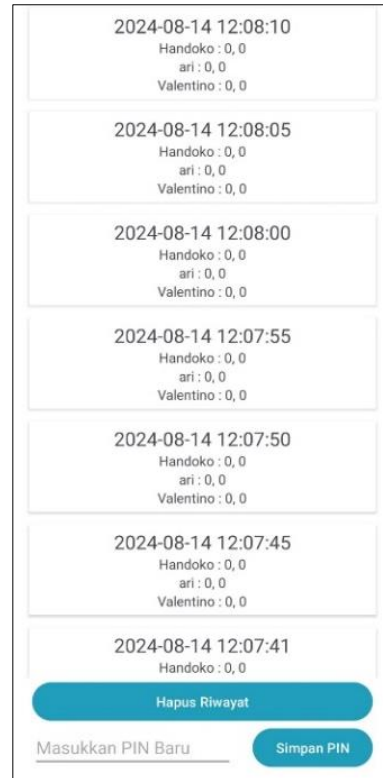 2024-08-14 12:08:10
Handoko : 0, 0
ari : 0, 0
Valentino : 0, 0
2024-08-14 12:08:05
Handoko : 0, 0
ari : 0, 0
Valentino : 0, 0
2024-08-14 12:08:00
Handoko : 0, 0
ari : 0, 0
Valentino : 0, 0
2024-08-14 12:07:55
Handoko : 0, 0
ari : 0, 0
Valentino : 0, 0
2024-08-14 12:07:50
Handoko : 0, 0
ari : 0, 0
Valentino : 0, 0
2024-08-14 12:07:45
Handoko : 0, 0
ari : 0, 0
Valentino : 0, 0
2024-08-14 12:07:41
Handoko : 0, 0
Hapus Riwayat
Masukkan PIN Baru Simpan PIN